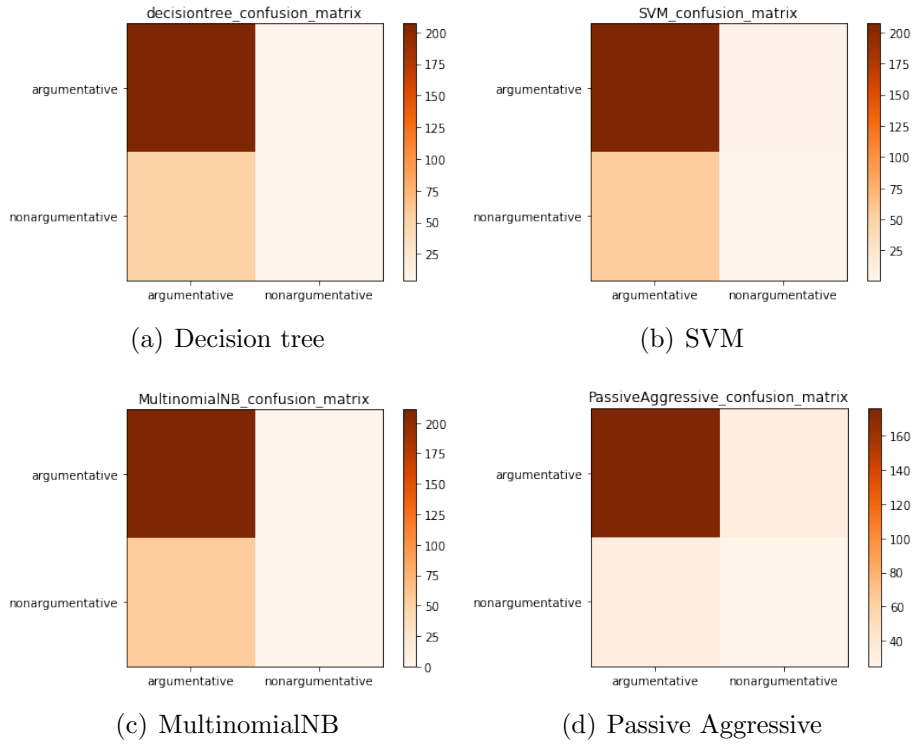 decisiontree_confusion_matrix
argumentative
nonargumentative
argumentative nonargumentative
200
175
150
125
100
75
50
25
(a) Decision tree
SVM_confusion_matrix
argumentative
nonargumentative
argumentative nonargumentative
200
175
150
125
100
75
50
25
(b) SVM
MultinomialNB_confusion_matrix
argumentative
nonargumentative
argumentative nonargumentative
200
175
150
125
100
75
50
25
0
(c) MultinomialNB
PassiveAggressive_confusion_matrix
argumentative
nonargumentative
argumentative nonargumentative
160
140
120
100
80
60
40
(d) Passive Aggressive